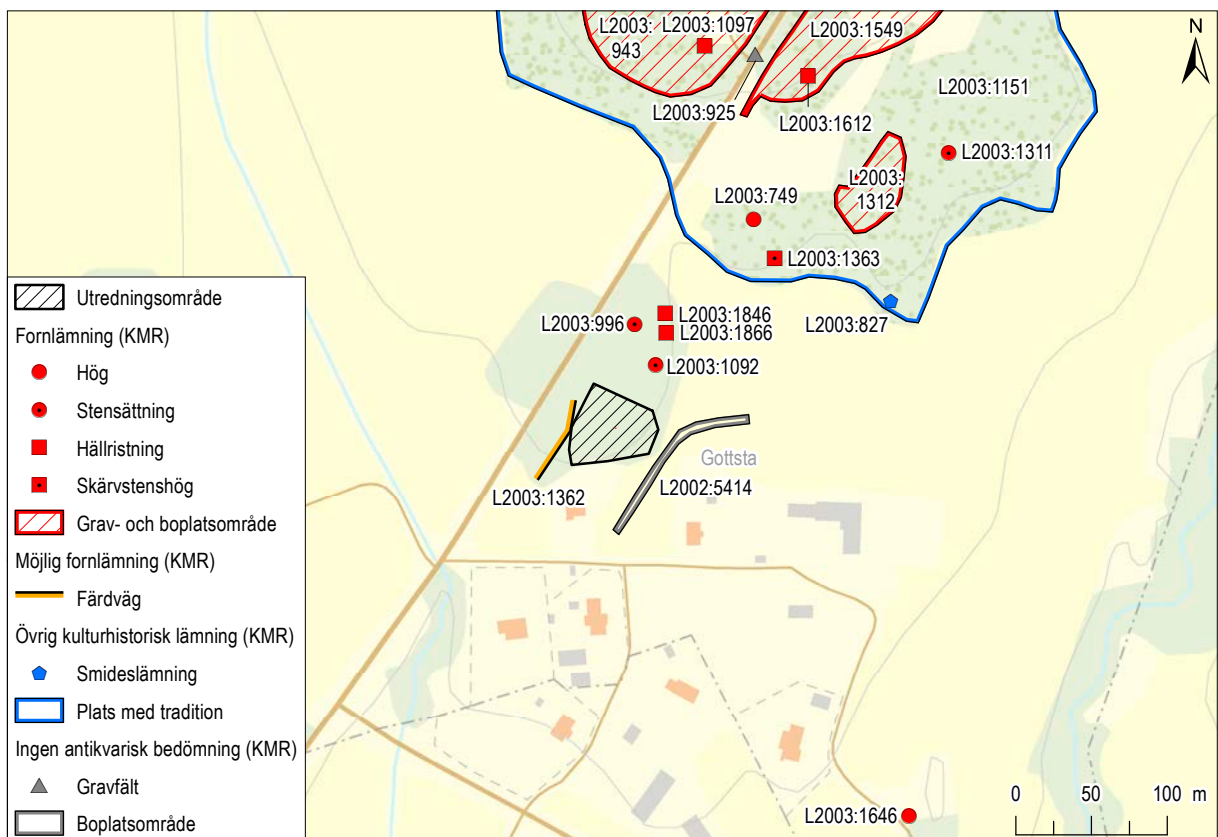 L2003:
943
L2003:1097
L2003:1549
N
L2003:925
L2003:1612
L2003:1151
L2003:1311
L2003:
1312
L2003:749
L2003:1363
L2003:827
L2003:996
L2003:1846
L2003:1866
L2003:1092
Gottsta
L2003:1362
L2002:5414
L2003:1646
0 50 100 m
Utredningsområde
Fornlämning (KMR)
Hög
Stensättning
Hällristning
Skärvstenshög
Grav- och boplatsområde
Möjlig fornlämning (KMR)
Färdväg
Övrig kulturhistorisk lämning (KMR)
Smideslämning
Plats med tradition
Ingen antikvarisk bedömning (KMR)
Gravfält
Boplatsområde